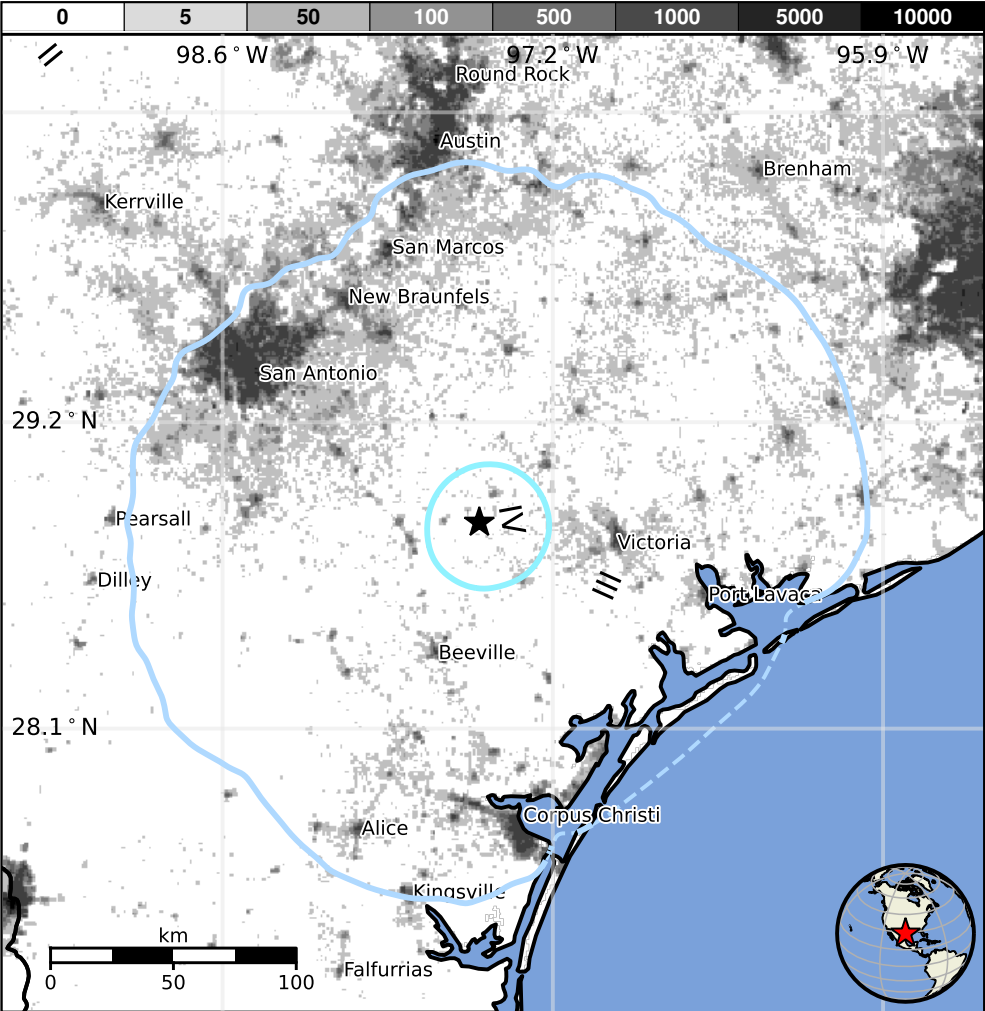 0 5 50 100 500 1000 5000 10000
98.6°W 97.2°W 95.9°W
Round Rock
Austin
Brenham
Kerrville
San Marcos
New Braunfels
San Antonio
29.2°N
IV
Pearsall
Victoria
III
Dilley
Port Lavaca
Beeville
28.1°N
Corpus Christi
Alice
Kingsville
km
Falfurrias
0 50 100